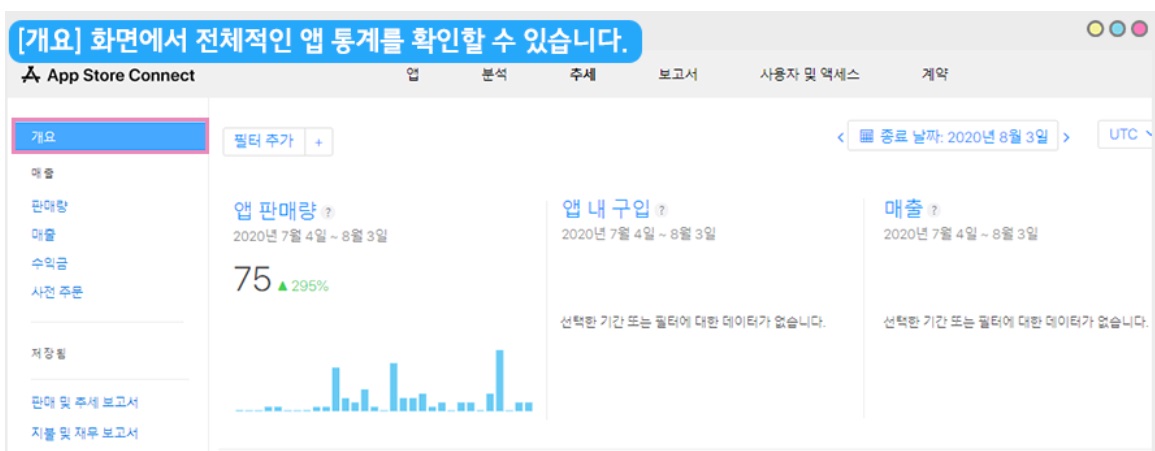 [개요] 화면에서 전체적인 앱 통계를 확인할 수 있습니다.
App Store Connect
앱 분석 추세 보고서 사용자 및 액세스 계약
개요
필터 추가 +
< 종료 날짜: 2020년 8월 3일 >
UTC
매출
판매량
매출
수익금
사전 주문
저장됨
판매 및 추세 보고서
지불 및 재무 보고서
앱 판매량 ?
2020년 7월 4일 ~ 8월 3일
75 ▲ 295%
앱 내 구입 ?
2020년 7월 4일 ~ 8월 3일
선택한 기간 또는 필터에 대한 데이터가 없습니다.
매출 ?
2020년 7월 4일 ~ 8월 3일
선택한 기간 또는 필터에 대한 데이터가 없습니다.